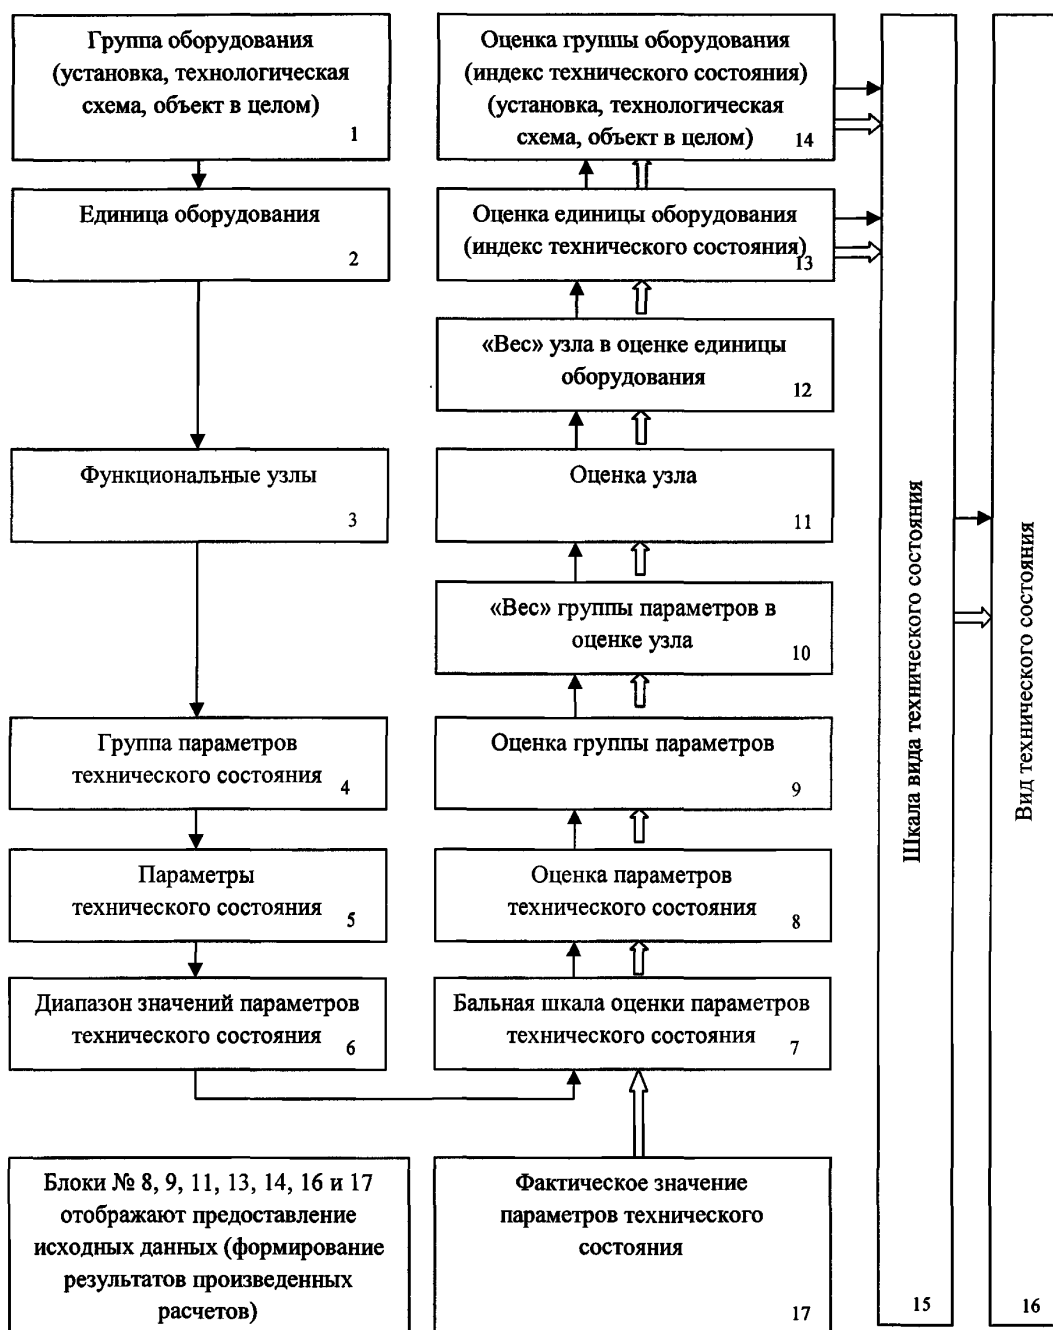 Группа оборудования
(установка, технологическая
схема, объект в целом)
1
Единица оборудования
2
Функциональные узлы
3
Группа параметров
технического состояния
4
Параметры
технического состояния
5
Диапазон значений параметров
технического состояния
6
Блоки № 8, 9, 11, 13, 14, 16 и 17
отображают предоставление
исходных данных (формирование
результатов произведенных
расчетов)
Оценка группы оборудования
(индекс технического состояния)
(установка, технологическая
схема, объект в целом)
14
Оценка единицы оборудования
(индекс технического состояния)
13
«Вес» узла в оценке единицы
оборудования
12
Оценка узла
11
«Вес» группы параметров в
оценке узла
10
Оценка группы параметров
9
Оценка параметров
технического состояния
8
Бальная шкала оценки параметров
технического состояния
7
Фактическое значение
параметров технического
состояния
17
Шкала вида технического состояния
15
Вид технического состояния
16